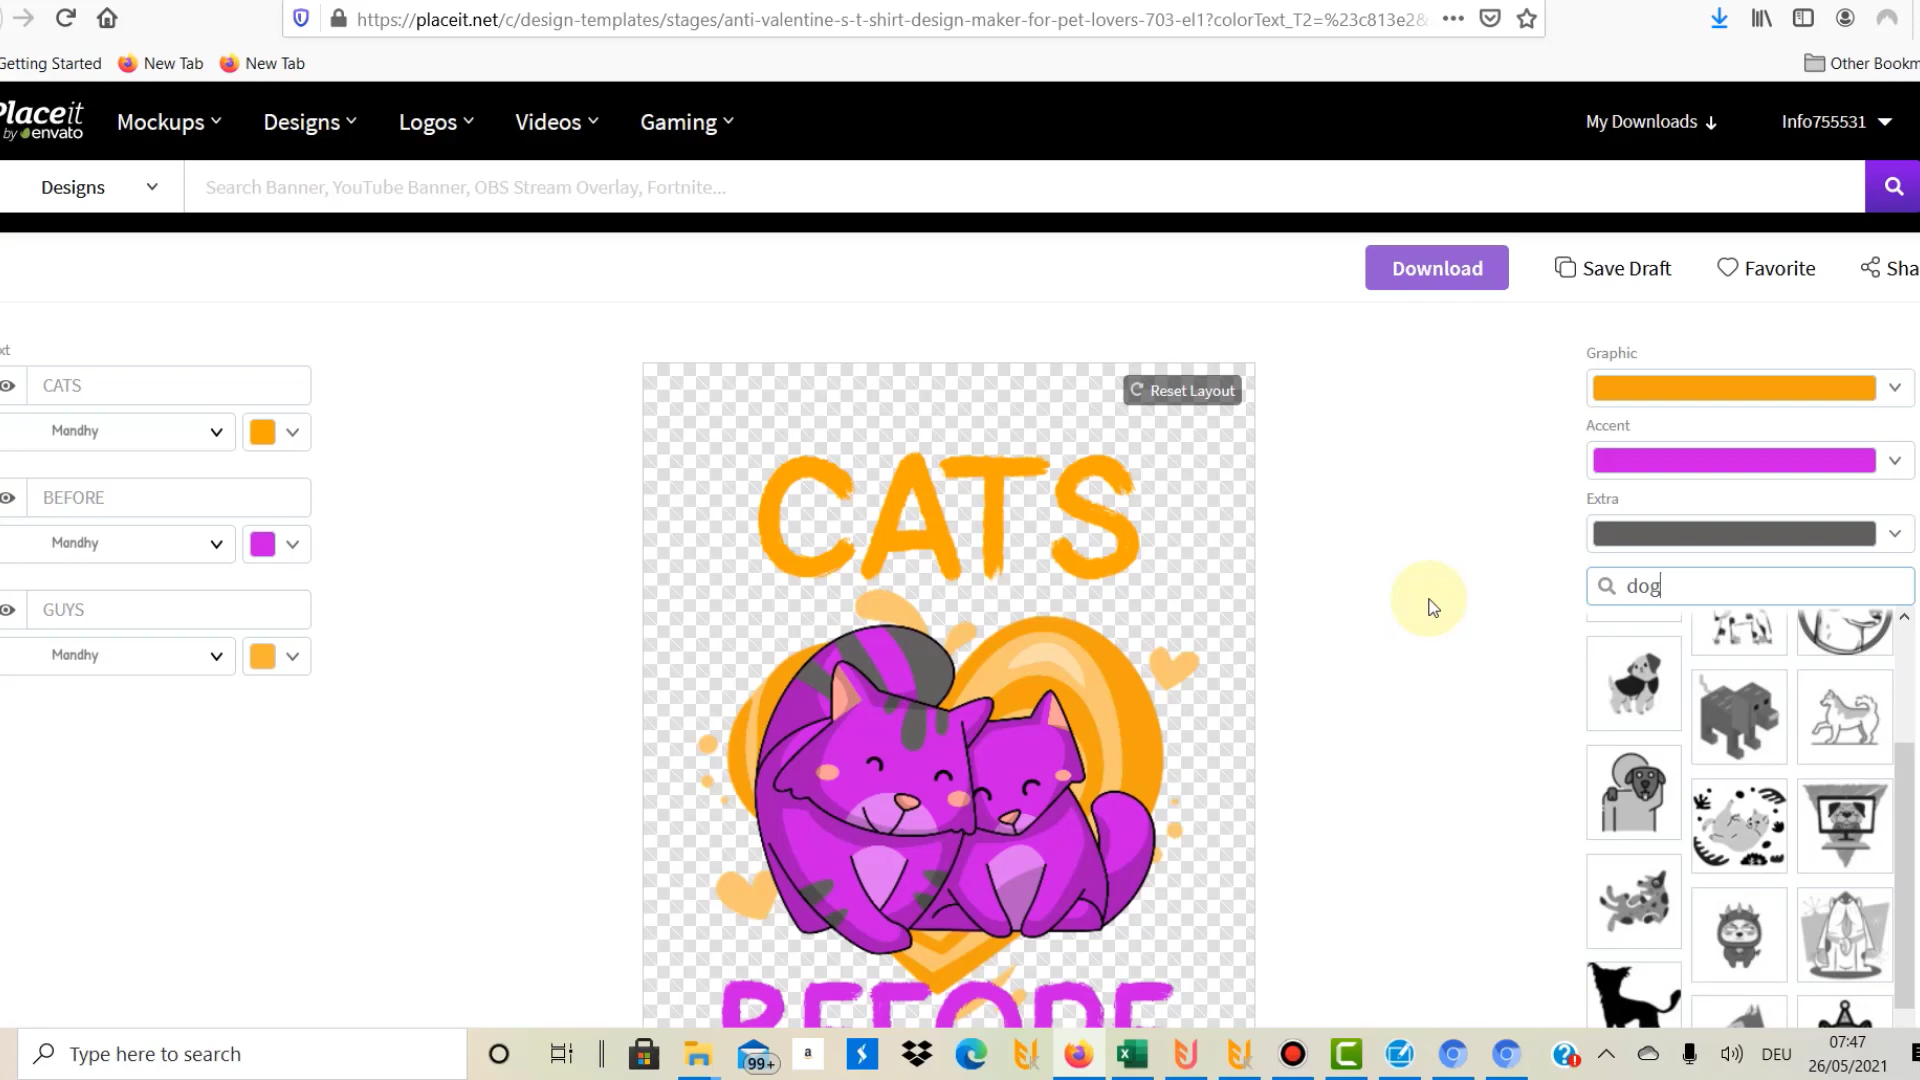 https://placeit.net/c/design-templates/stages/anti-valentine-s-t-shirt-design-maker-for-pet-lovers-703-el1?colorText_T2=%23c813e2&
Getting Started New Tab New Tab Other Bookm
Placeit
by envato
Mockups Designs Logos Videos Gaming My Downloads Info755531
Designs Search Banner, YouTube Banner, OBS Stream Overlay, Fortnite...
Download Save Draft Favorite Sha
xt
CATS
Mandhy
BEFORE
Mandhy
GUYS
Mandhy
Reset Layout
CATS
BEFORE
Graphic
Accent
Extra
dog
Type here to search 99+ a DEU 07:47
26/05/2021